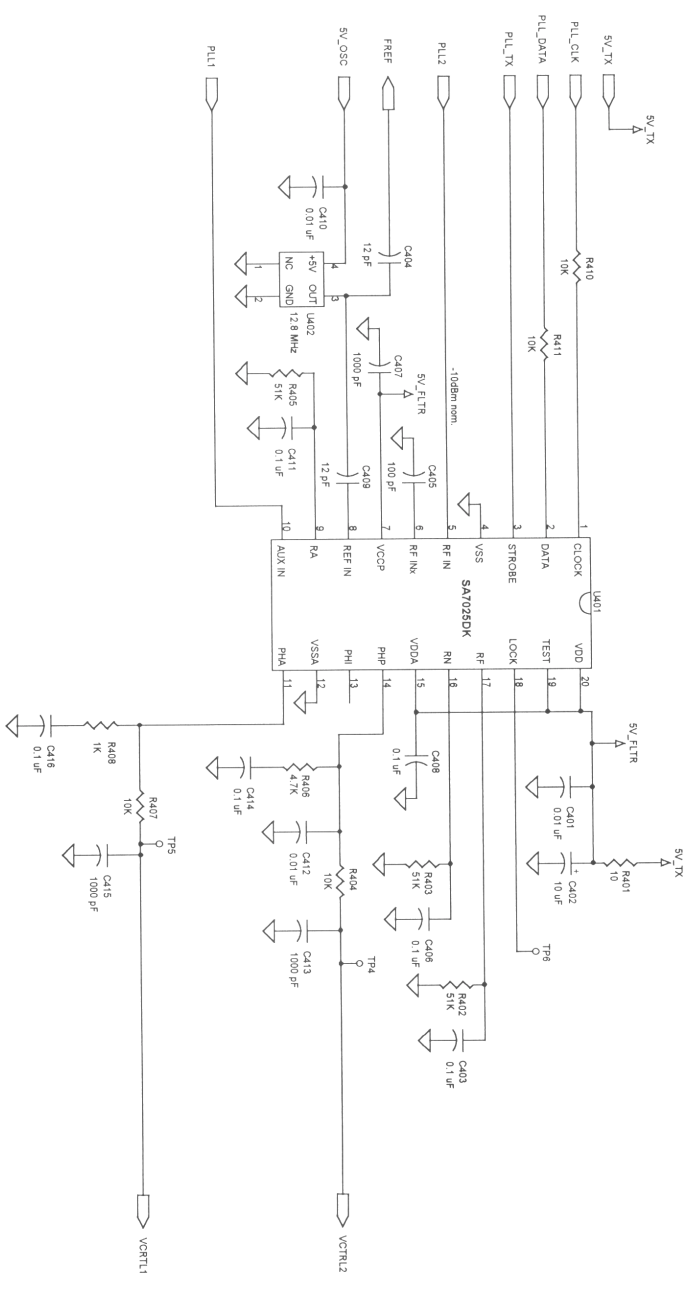 5V_TX
5V_TX
PLL_CLK
R410
10K
PLL_DATA
R411
10K
PLL_TX
PLL2
-10dBm nom.
FREF
C404
12 pF
5V_OSC
C410
0.01 uF
+5V
OUT
NC
GND
4
3
1
2
U402
12.8 MHz
C407
1000 pF
5V_FLTR
C405
100 pF
C409
12 pF
R405
51K
C411
0.1 uF
PLL1
U401
SA7025DK
1
CLOCK
2
DATA
3
STROBE
4
VSS
5
RF IN
6
RF INx
7
VCCP
8
REF IN
9
RA
10
AUX IN
VDD
20
TEST
19
LOCK
18
RF
17
RN
16
VDDA
15
PHP
14
PHI
13
VSSA
12
PHA
11
5V_FLTR
5V_TX
R401
10
C401
0.01 uF
C402
+
10 uF
TP6
R402
51K
C403
0.1 uF
R403
51K
C406
0.1 uF
C408
0.1 uF
R406
4.7K
C414
0.1 uF
C412
0.01 uF
R404
10K
C413
1000 pF
TP4
VCTRL2
R408
1K
C416
0.1 uF
R407
10K
TP5
C415
1000 pF
VCRTL1